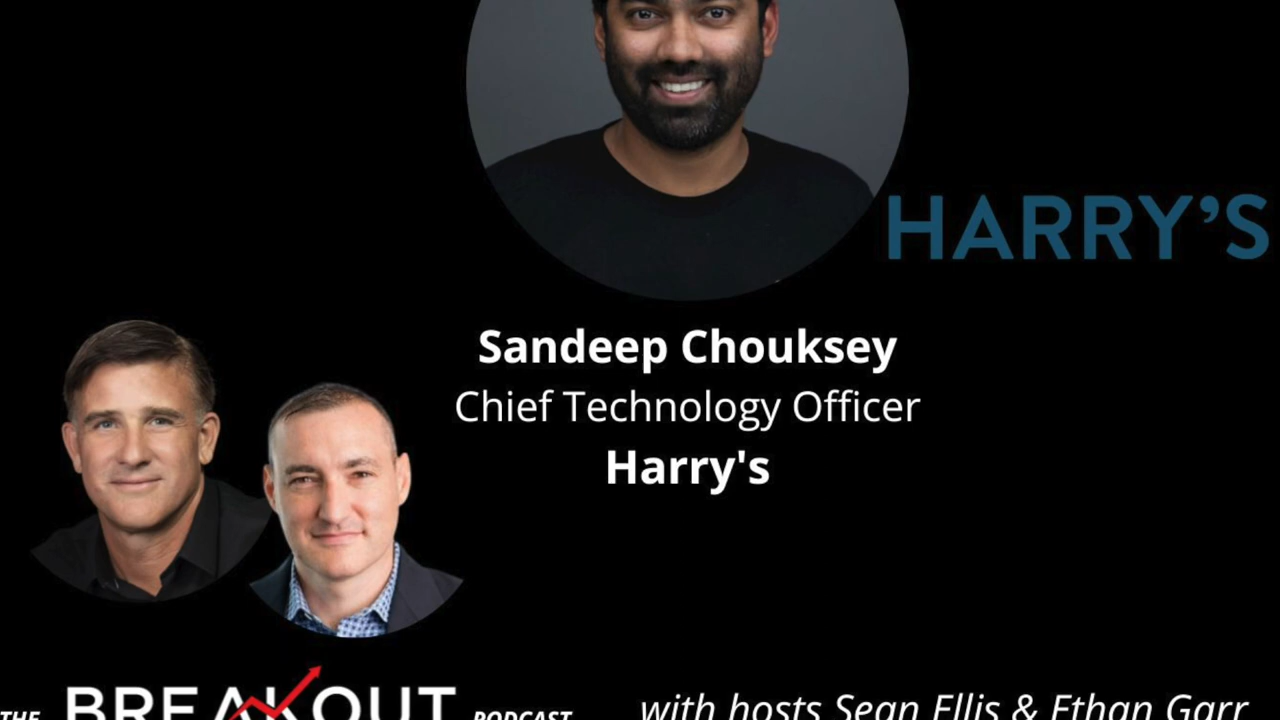 HARRY'S
Sandeep Chouksey
Chief Technology Officer
Harry's
THE BREAKOUT PODCAST
with hosts Sean Ellis & Ethan Garr